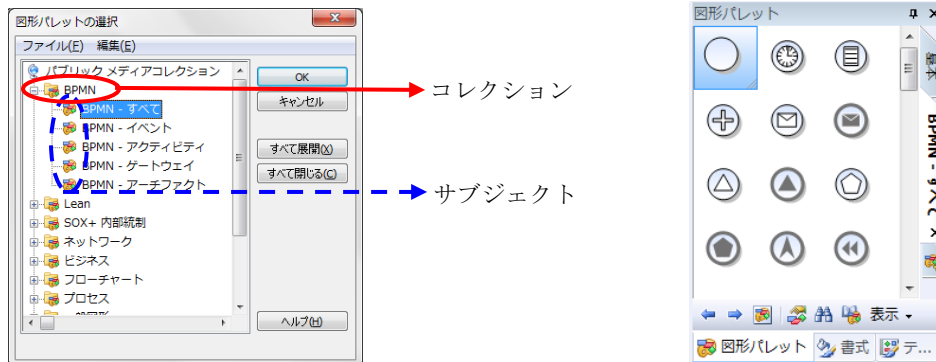 図形パレットの選択
ファイル(F) 編集(E)
パブリック メディアコレクション
BPMN
BPMN - すべて
BPMN - イベント
BPMN - アクティビティ
BPMN - ゲートウェイ
BPMN - アーチファクト
Lean
SOX+ 内部統制
ネットワーク
ビジネス
フローチャート
プロセス
OK
キャンセル
すべて展開(X)
すべて閉じる(C)
ヘルプ(H)
コレクション
サブジェクト
図形パレット
基本
BPMN - すべ
表示
図形パレット 書式 テ...